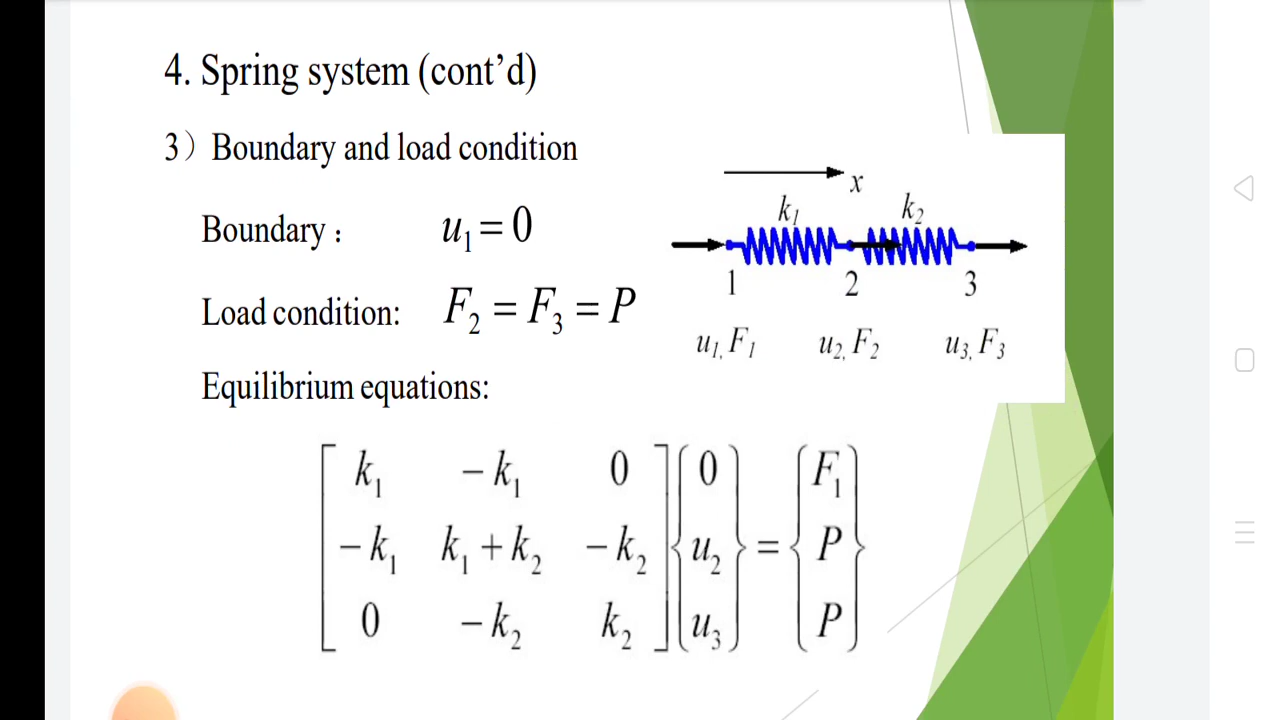 4. Spring system (cont’d)
3）Boundary and load condition
Boundary： u₁ = 0
Load condition: F₂ = F₃ = P
Equilibrium equations:
x
k₁ k₂
1 2 3
u₁, F₁ u₂, F₂ u₃, F₃
k₁ −k₁ 0 0 F₁
−k₁ k₁ + k₂ −k₂ u₂ = P
0 −k₂ k₂ u₃ P